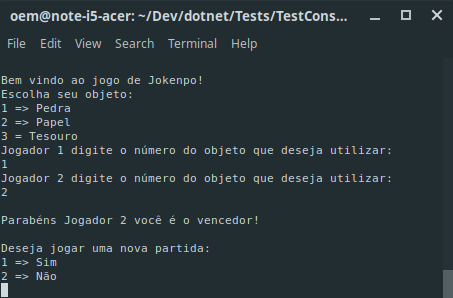 oem@note-i5-acer: ~/Dev/dotnet/Tests/TestCons...
File Edit View Search Terminal Help
Bem vindo ao jogo de Jokenpo!
Escolha seu objeto:
1 => Pedra
2 => Papel
3 = Tesouro
Jogador 1 digite o número do objeto que deseja utilizar:
1
Jogador 2 digite o número do objeto que deseja utilizar:
2
Parabéns Jogador 2 você é o vencedor!
Deseja jogar uma nova partida:
1 => Sim
2 => Não